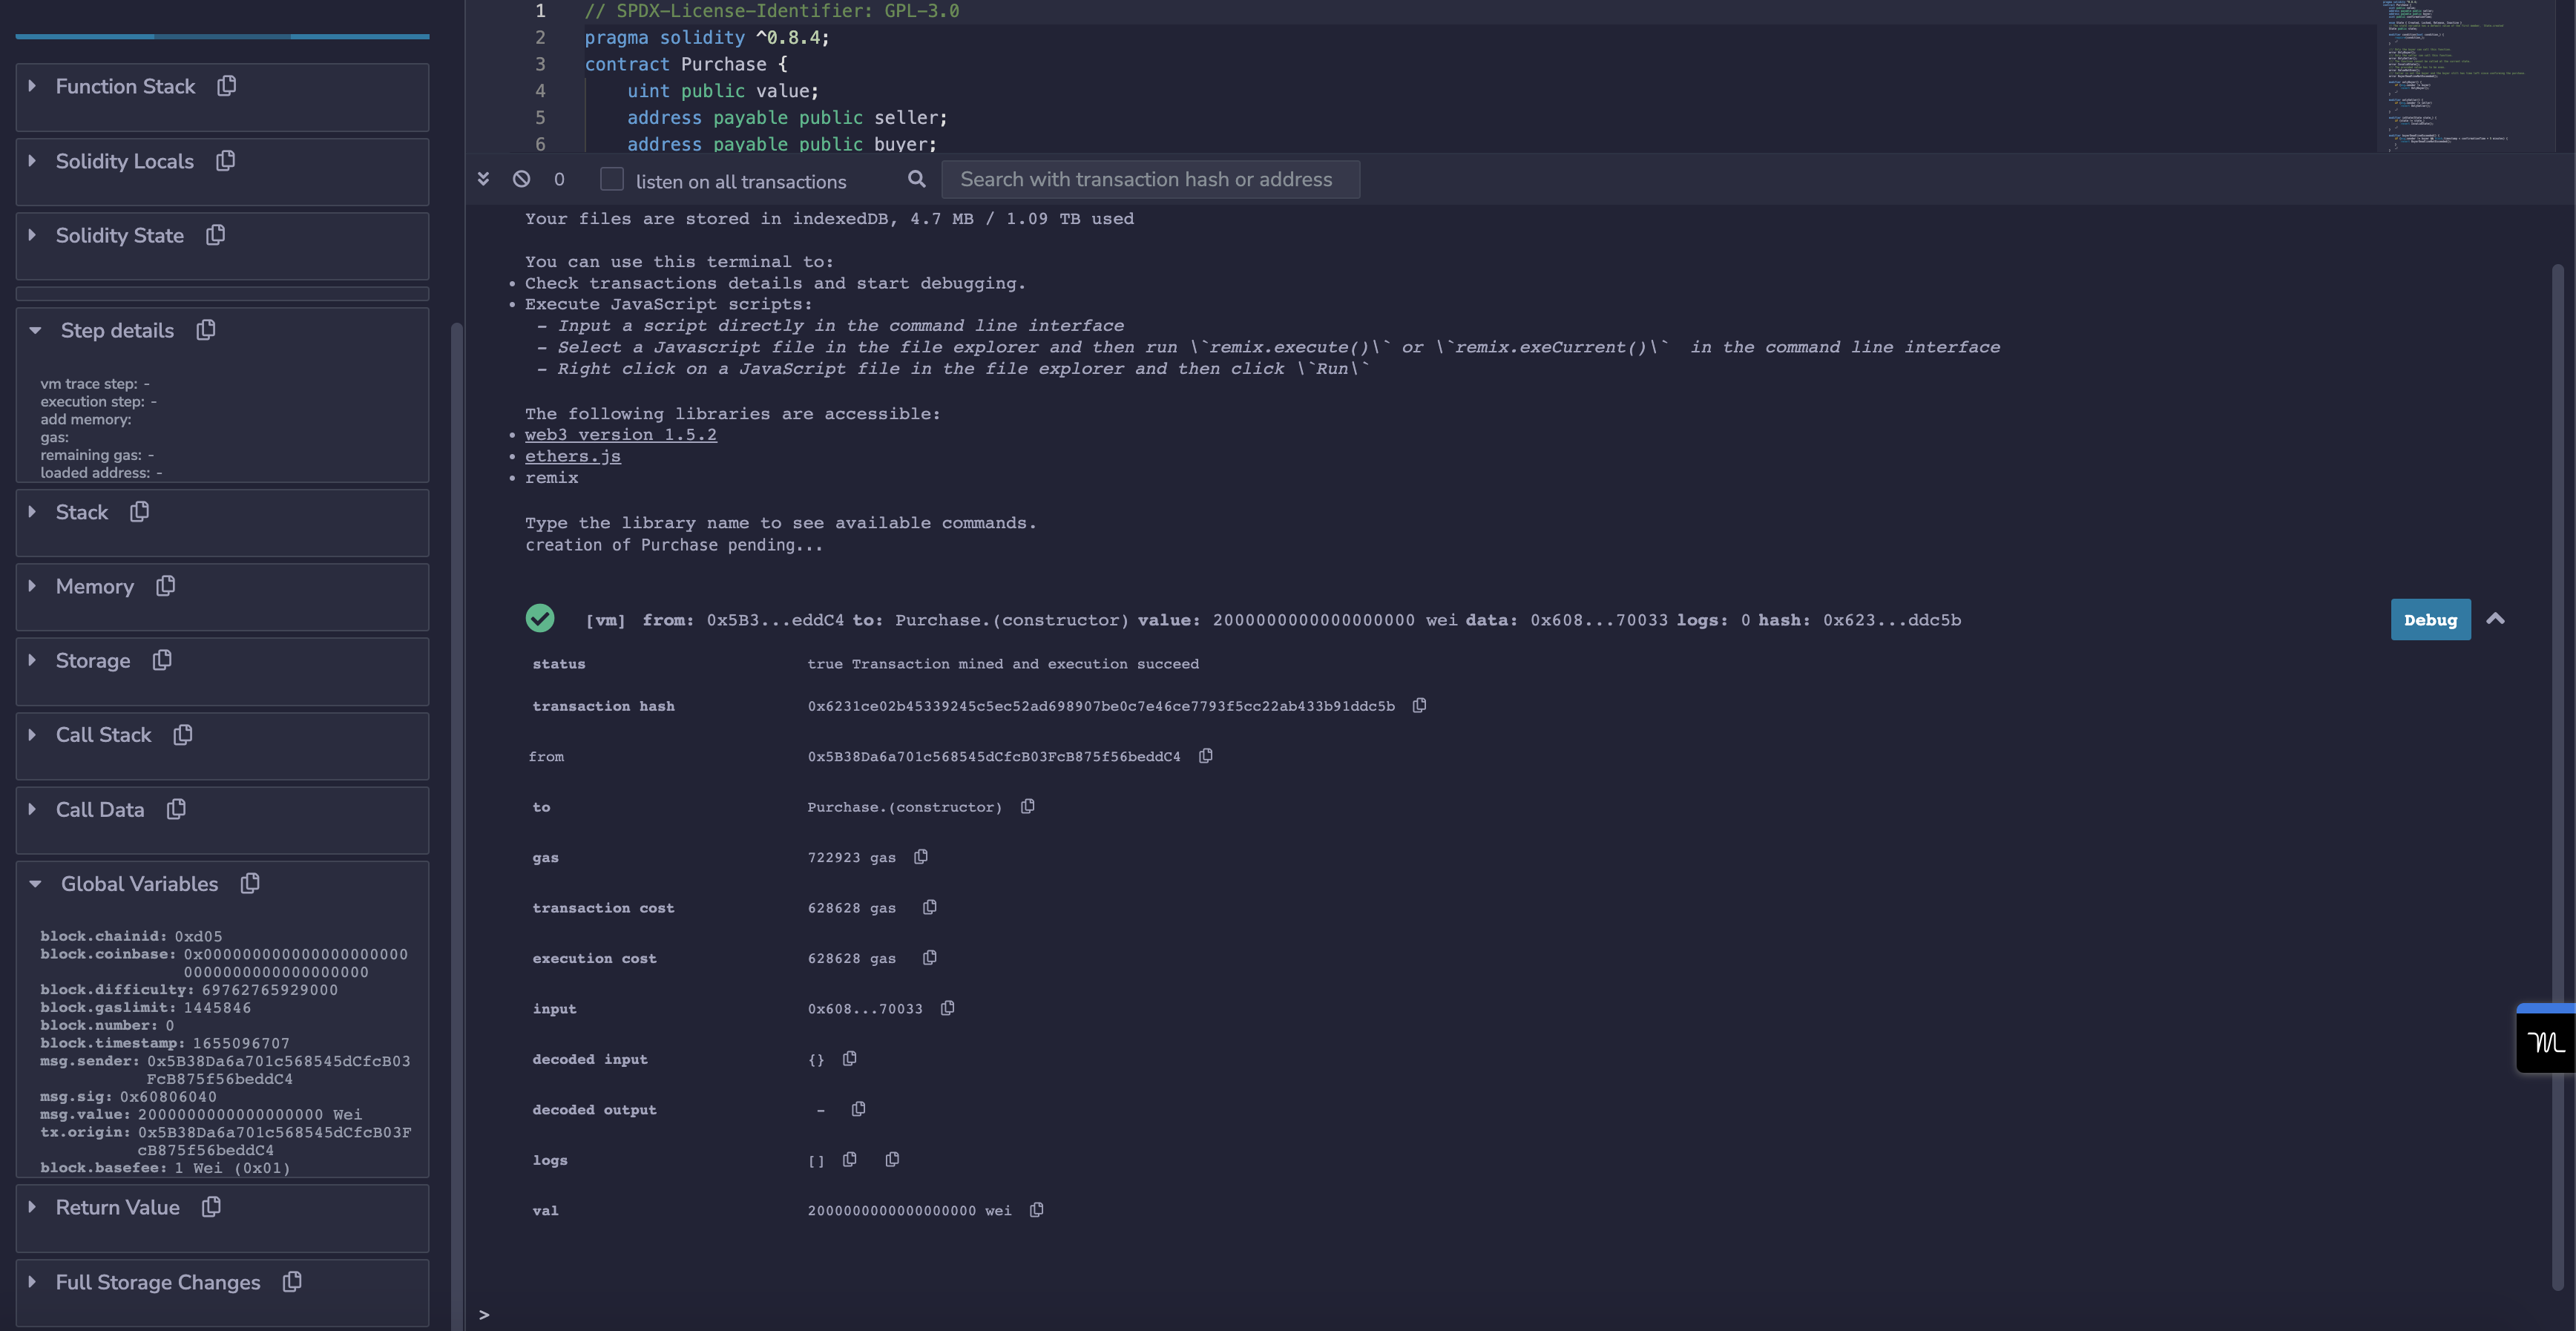 Function Stack
Solidity Locals
Solidity State
Step details
vm trace step: -
execution step: -
add memory:
gas:
remaining gas: -
loaded address: -
Stack
Memory
Storage
Call Stack
Call Data
Global Variables
block.chainid: 0xd05
block.coinbase: 0x0000000000000000000000
000000000000000000
block.difficulty: 69762765929000
block.gaslimit: 1445846
block.number: 0
block.timestamp: 1655096707
msg.sender: 0x5B38Da6a701c568545dCfcB03
FcB875f56beddC4
msg.sig: 0x60806040
msg.value: 2000000000000000000 Wei
tx.origin: 0x5B38Da6a701c568545dCfcB03F
cB875f56beddC4
block.basefee: 1 Wei (0x01)
Return Value
Full Storage Changes
1 // SPDX-License-Identifier: GPL-3.0
2 pragma solidity ^0.8.4;
3 contract Purchase {
4 uint public value;
5 address payable public seller;
6 address payable public buyer;
0 listen on all transactions Search with transaction hash or address
Your files are stored in indexedDB, 4.7 MB / 1.09 TB used
You can use this terminal to:
• Check transactions details and start debugging.
• Execute JavaScript scripts:
– Input a script directly in the command line interface
– Select a Javascript file in the file explorer and then run \`remix.execute()\` or \`remix.exeCurrent()\` in the command line interface
– Right click on a JavaScript file in the file explorer and then click \`Run\`
The following libraries are accessible:
• web3 version 1.5.2
• ethers.js
• remix
Type the library name to see available commands.
creation of Purchase pending...
[vm] from: 0x5B3...eddC4 to: Purchase.(constructor) value: 2000000000000000000 wei data: 0x608...70033 logs: 0 hash: 0x623...ddc5b
Debug
status true Transaction mined and execution succeed
transaction hash 0x6231ce02b45339245c5ec52ad698907be0c7e46ce7793f5cc22ab433b91ddc5b
from 0x5B38Da6a701c568545dCfcB03FcB875f56beddC4
to Purchase.(constructor)
gas 722923 gas
transaction cost 628628 gas
execution cost 628628 gas
input 0x608...70033
decoded input {}
decoded output -
logs []
val 2000000000000000000 wei
>